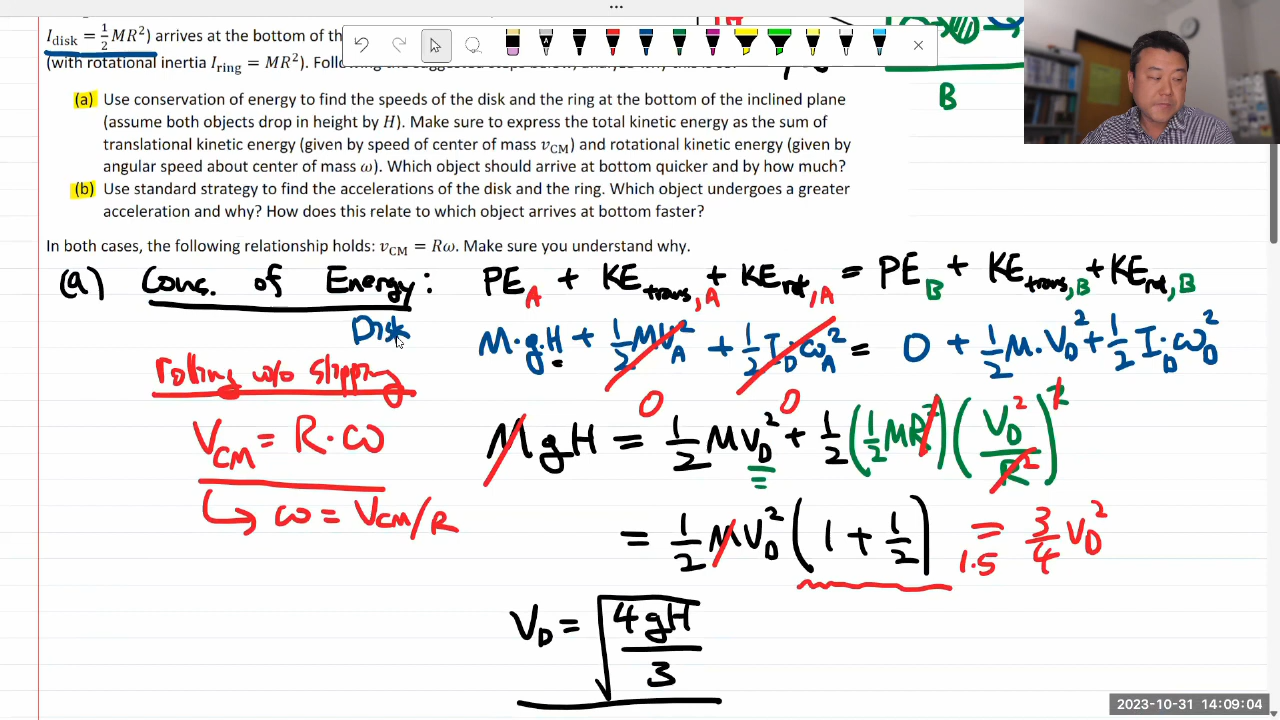 I_disk = ½MR²) arrives at the bottom of th
(with rotational inertia I_ring = MR²).
(a) Use conservation of energy to find the speeds of the disk and the ring at the bottom of the inclined plane
(assume both objects drop in height by H). Make sure to express the total kinetic energy as the sum of
translational kinetic energy (given by speed of center of mass v_CM) and rotational kinetic energy (given by
angular speed about center of mass ω). Which object should arrive at bottom quicker and by how much?
(b) Use standard strategy to find the accelerations of the disk and the ring. Which object undergoes a greater
acceleration and why? How does this relate to which object arrives at bottom faster?
In both cases, the following relationship holds: v_CM = Rω. Make sure you understand why.
B
(a) Cons. of Energy: PE_A + KE_trans,A + KE_rot,A = PE_B + KE_trans,B + KE_rot,B
Disk M·g·H + ½MV_A² + ½I_Dω_A² = 0 + ½M·V_D² + ½I_D·ω_D²
0 0
rolling w/o slipping
V_CM = R·ω
MgH = ½MV_D² + ½(½MR²)(V_D²/R²)²
↳ ω = V_CM/R
= ½MV_D²(1 + ½) = ¾V_D²
1.5
V_D = √(4gH/3)
2023-10-31 14:09:04